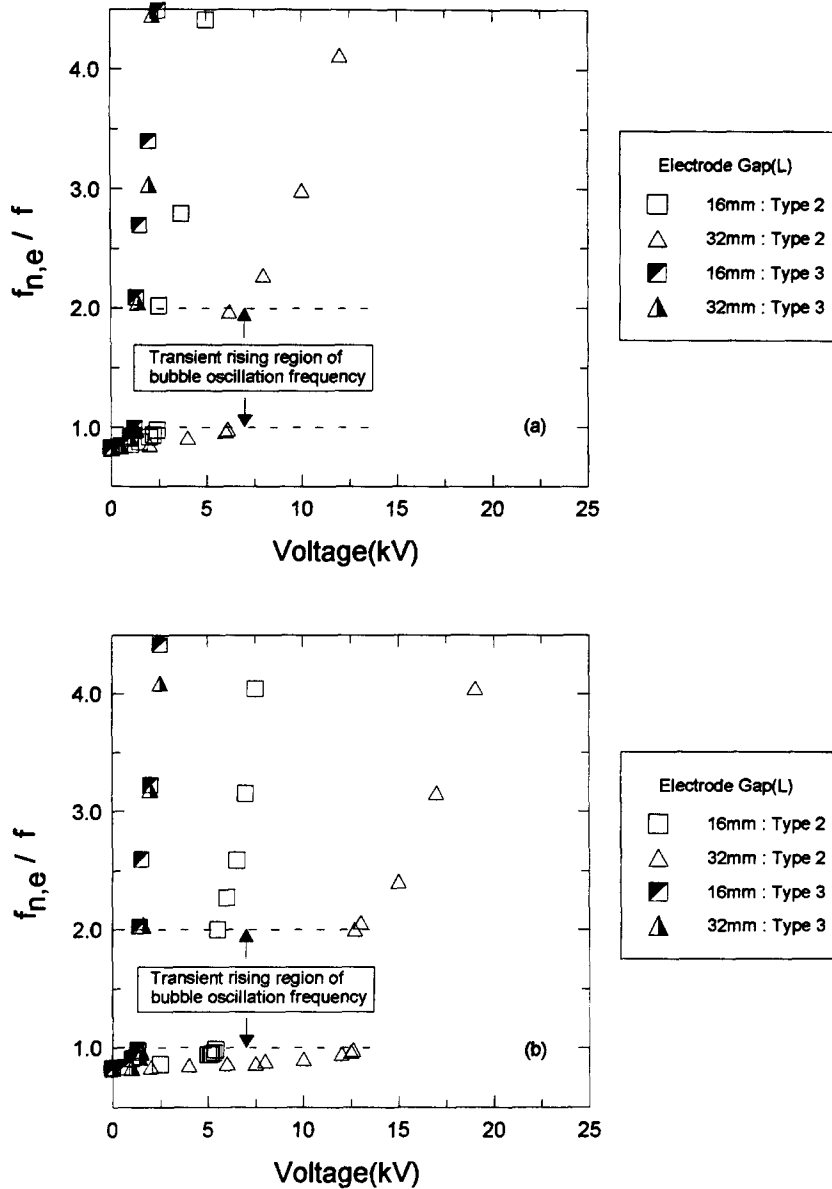 4.0
3.0
2.0
1.0
f n,e / f
Transient rising region of
bubble oscillation frequency
(a)
0 5 10 15 20 25
Voltage(kV)
Electrode Gap(L)
16mm : Type 2
32mm : Type 2
16mm : Type 3
32mm : Type 3
4.0
3.0
2.0
1.0
f n,e / f
Transient rising region of
bubble oscillation frequency
(b)
0 5 10 15 20 25
Voltage(kV)
Electrode Gap(L)
16mm : Type 2
32mm : Type 2
16mm : Type 3
32mm : Type 3